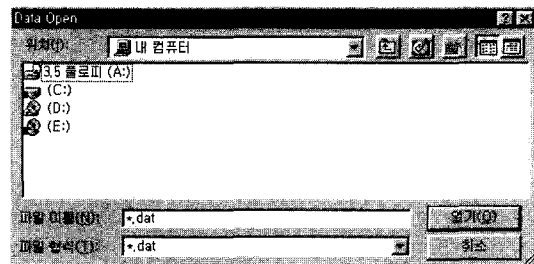 Data Open
위치(I): 내 컴퓨터
3.5 플로피 (A:)
(C:)
(D:)
(E:)
파일 이름(N): *.dat
열기(O)
파일 형식(T): *.dat
취소